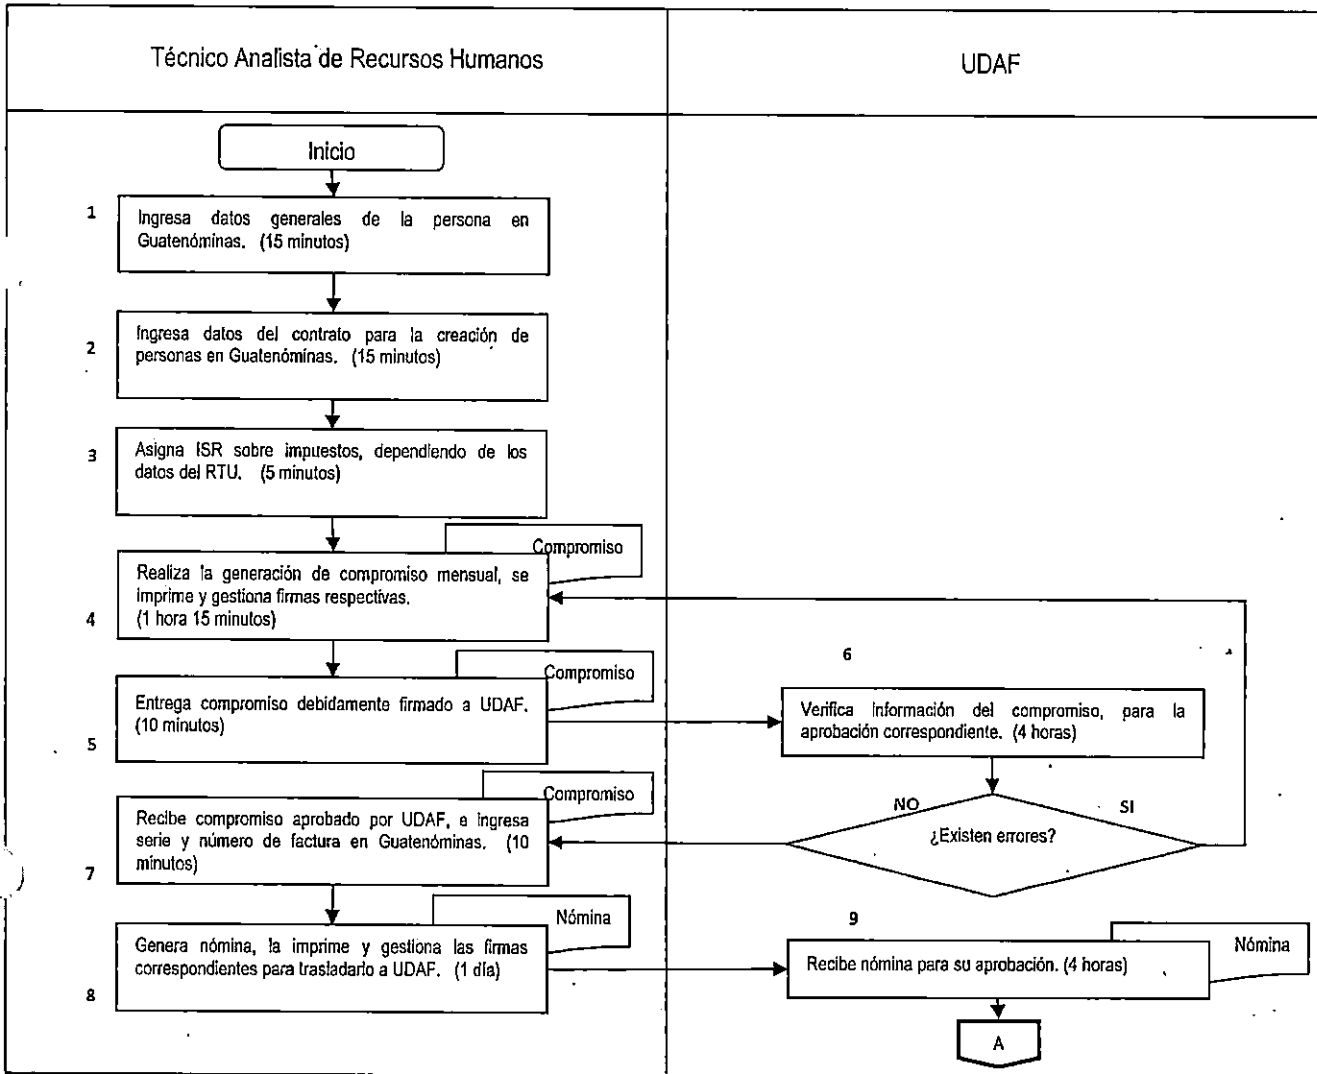 Técnico Analista de Recursos Humanos
UDAF
Inicio
1
Ingresa datos generales de la persona en
Guatenóminas. (15 minutos)
2
Ingresa datos del contrato para la creación de
personas en Guatenóminas. (15 minutos)
3
Asigna ISR sobre impuestos, dependiendo de los
datos del RTU. (5 minutos)
Compromiso
4
Realiza la generación de compromiso mensual, se
imprime y gestiona firmas respectivas.
(1 hora 15 minutos)
Compromiso
5
Entrega compromiso debidamente firmado a UDAF.
(10 minutos)
6
Verifica información del compromiso, para la
aprobación correspondiente. (4 horas)
NO
SI
¿Existen errores?
Compromiso
7
Recibe compromiso aprobado por UDAF, e ingresa
serie y número de factura en Guatenóminas. (10
minutos)
Nómina
8
Genera nómina, la imprime y gestiona las firmas
correspondientes para trasladarlo a UDAF. (1 día)
9
Nómina
Recibe nómina para su aprobación. (4 horas)
A